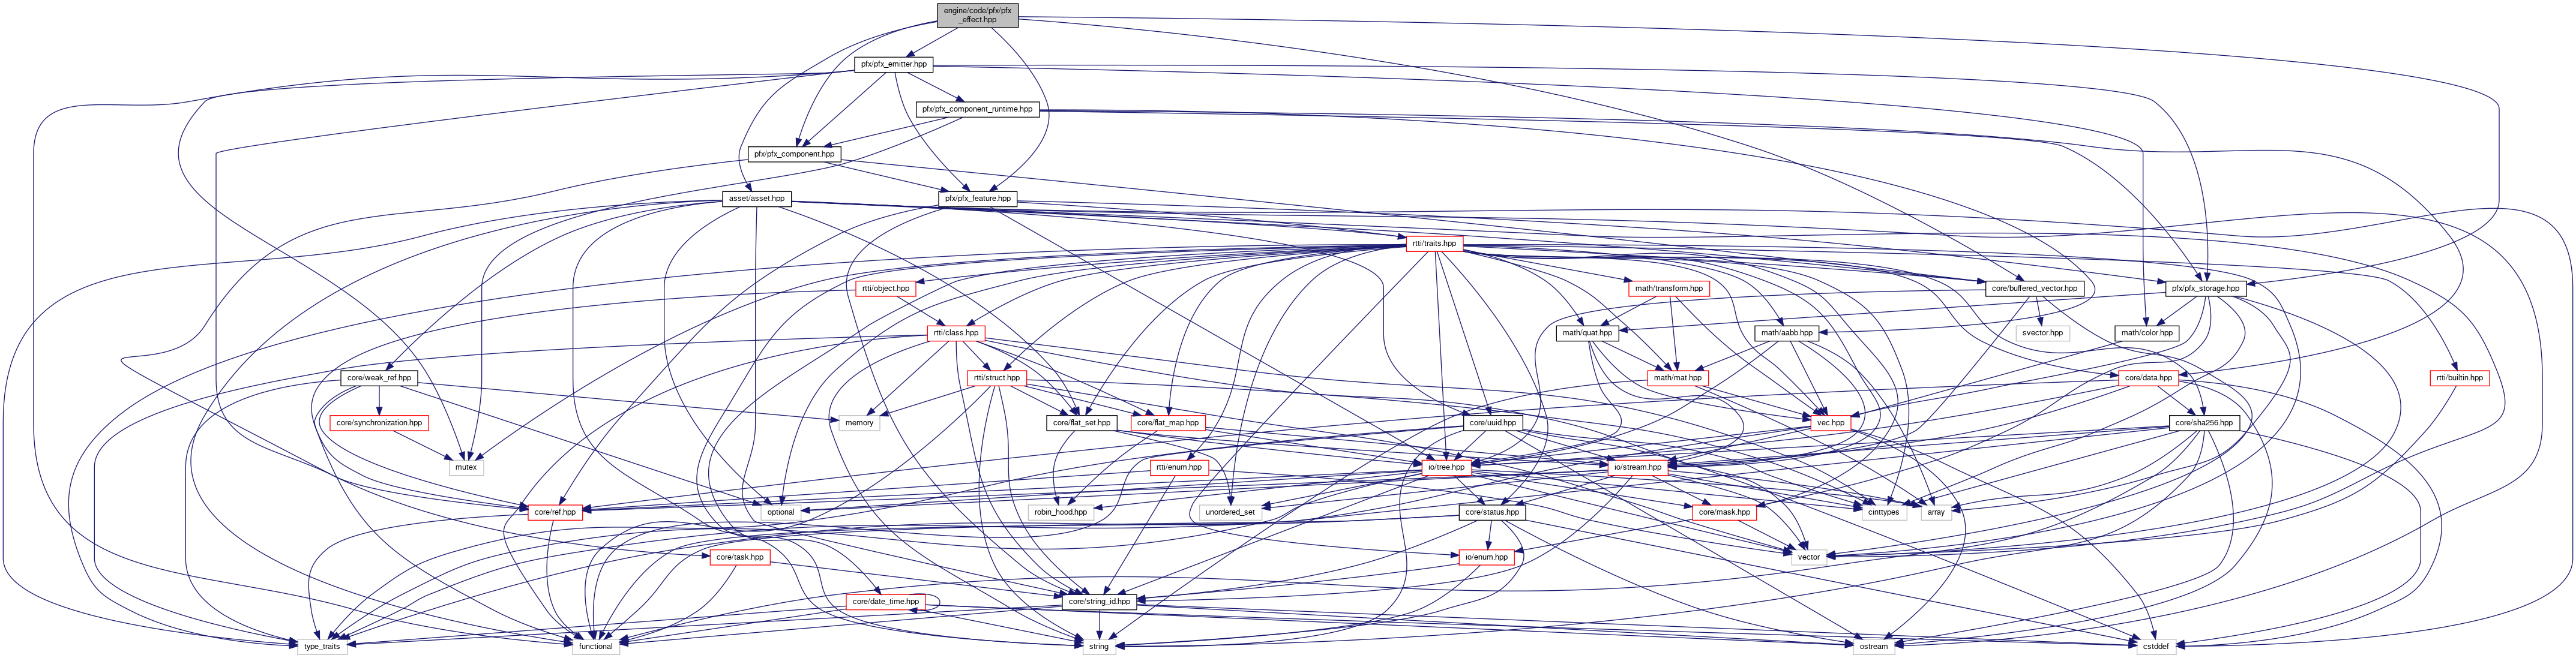 engine/code/pfx/pfx
_effect.hpp
pfx/pfx_emitter.hpp
pfx/pfx_component_runtime.hpp
pfx/pfx_component.hpp
asset/asset.hpp
pfx/pfx_feature.hpp
rtti/traits.hpp
rtti/object.hpp
math/transform.hpp
core/buffered_vector.hpp
pfx/pfx_storage.hpp
rtti/class.hpp
math/quat.hpp
math/aabb.hpp
svector.hpp
math/color.hpp
core/weak_ref.hpp
rtti/struct.hpp
math/mat.hpp
core/data.hpp
rtti/builtin.hpp
core/synchronization.hpp
memory
core/flat_set.hpp
core/flat_map.hpp
core/uuid.hpp
vec.hpp
core/sha256.hpp
mutex
rtti/enum.hpp
io/tree.hpp
io/stream.hpp
core/ref.hpp
optional
robin_hood.hpp
unordered_set
core/status.hpp
core/mask.hpp
cinttypes
array
core/task.hpp
io/enum.hpp
vector
core/date_time.hpp
core/string_id.hpp
type_traits
functional
string
ostream
cstddef